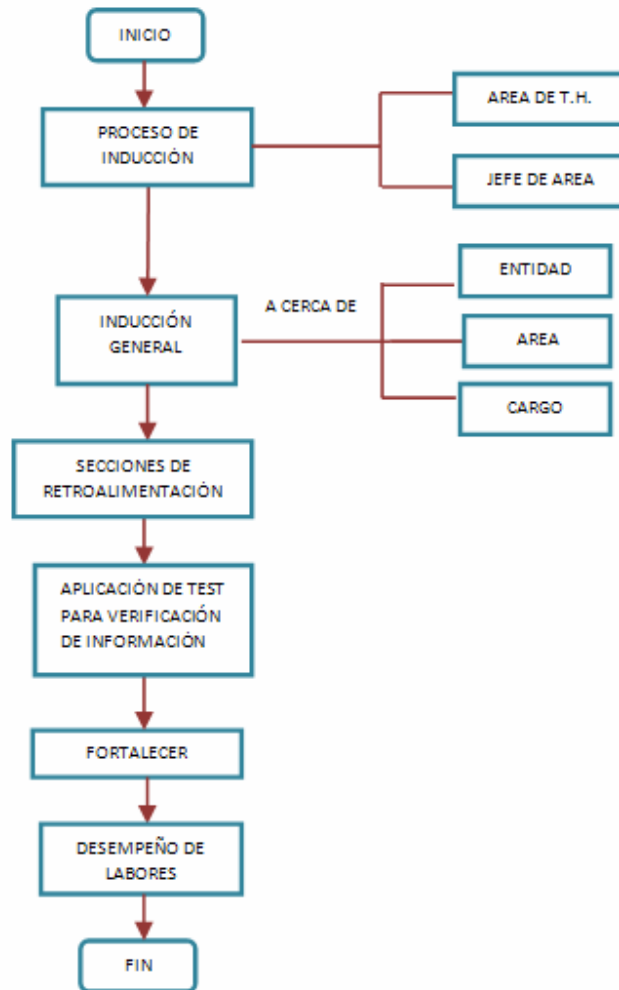 INICIO
PROCESO DE
INDUCCIÓN
AREA DE T.H.
JEFE DE AREA
INDUCCIÓN
GENERAL
A CERCA DE
ENTIDAD
AREA
CARGO
SECCIONES DE
RETROALIMENTACIÓN
APLICACIÓN DE TEST
PARA VERIFICACIÓN
DE INFORMACIÓN
FORTALECER
DESEMPEÑO DE
LABORES
FIN